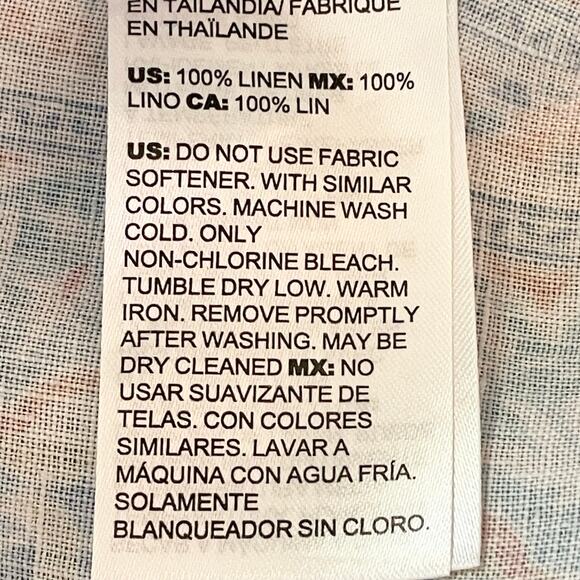 EN TAILANDIA/ FABRIQUÉ
EN THAÏLANDE
US: 100% LINEN MX: 100%
LINO CA: 100% LIN
US: DO NOT USE FABRIC
SOFTENER. WITH SIMILAR
COLORS. MACHINE WASH
COLD. ONLY
NON-CHLORINE BLEACH.
TUMBLE DRY LOW. WARM
IRON. REMOVE PROMPTLY
AFTER WASHING. MAY BE
DRY CLEANED MX: NO
USAR SUAVIZANTE DE
TELAS. CON COLORES
SIMILARES. LAVAR A
MÁQUINA CON AGUA FRÍA.
SOLAMENTE
BLANQUEADOR SIN CLORO.